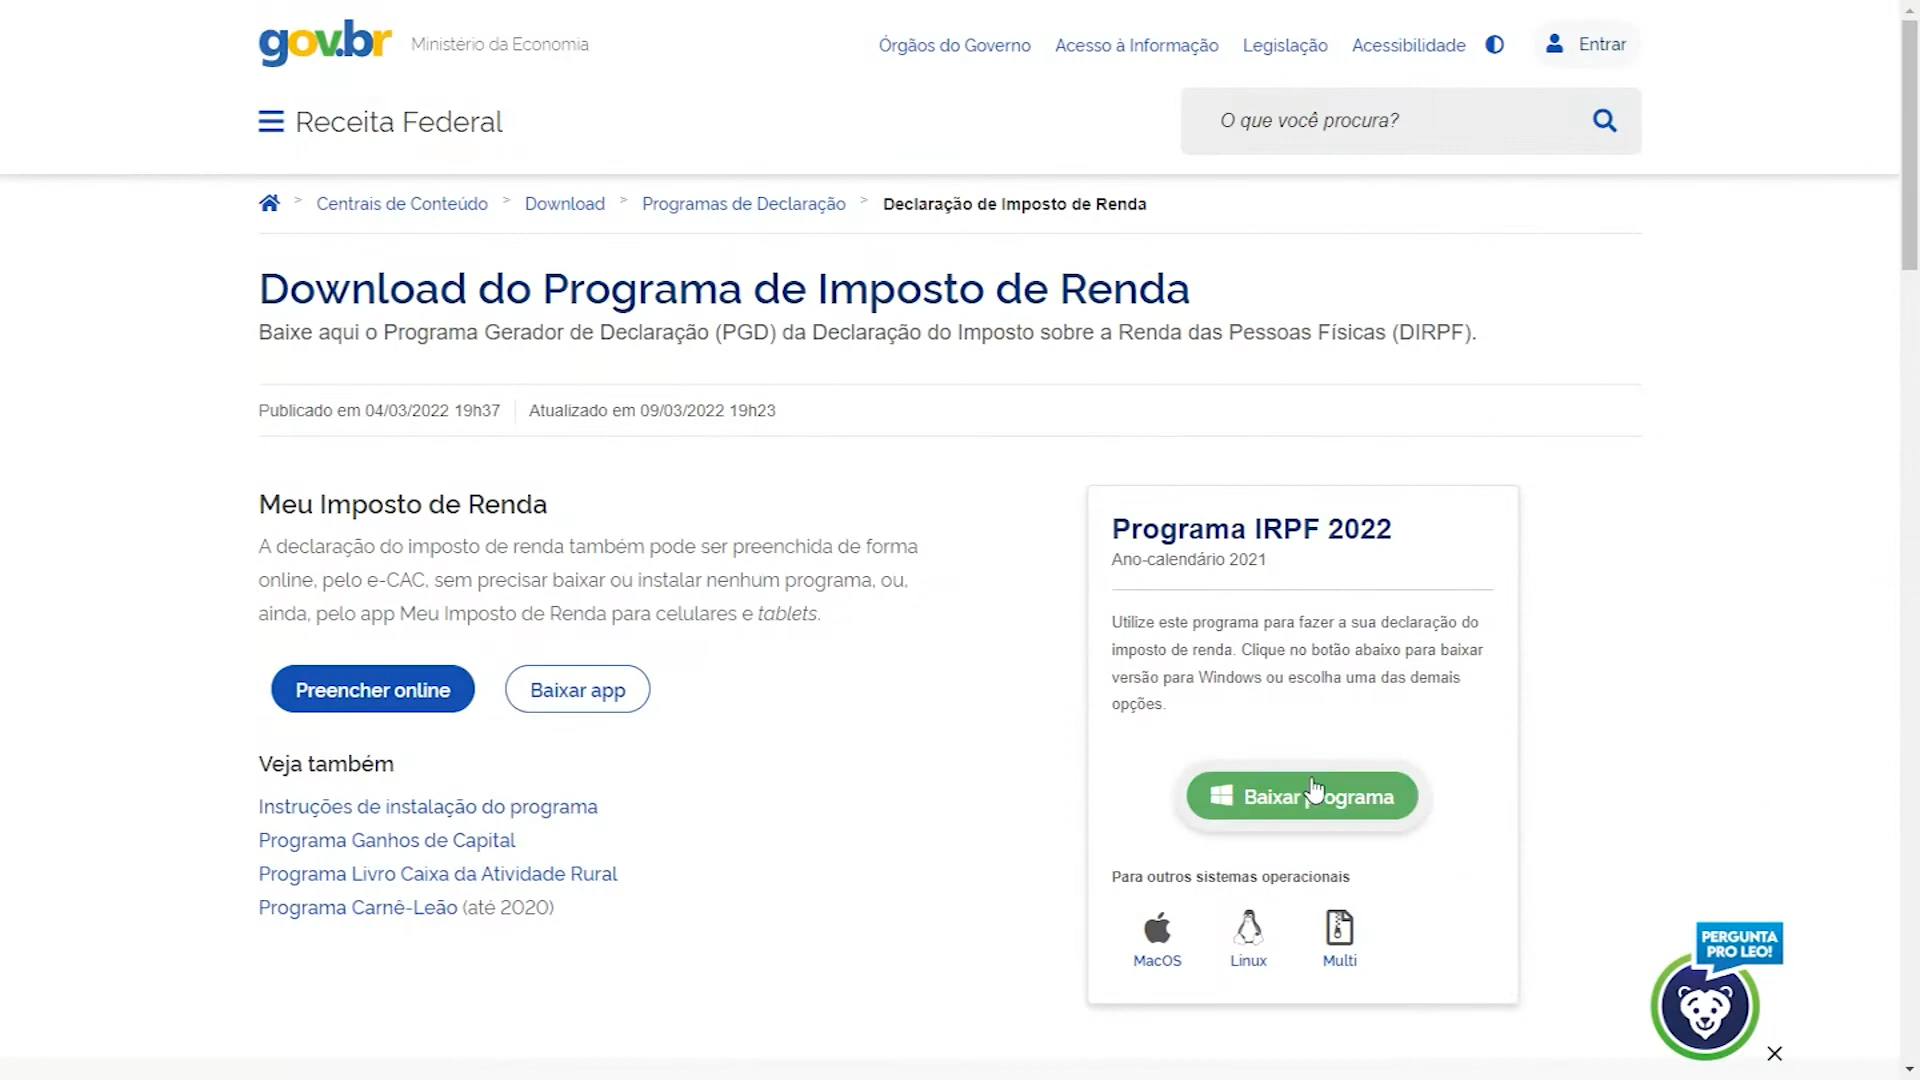 gov.br Ministério da Economia
Órgãos do Governo Acesso à Informação Legislação Acessibilidade Entrar
Receita Federal
O que você procura?
> Centrais de Conteúdo > Download > Programas de Declaração > Declaração de Imposto de Renda
Download do Programa de Imposto de Renda
Baixe aqui o Programa Gerador de Declaração (PGD) da Declaração do Imposto sobre a Renda das Pessoas Físicas (DIRPF).
Publicado em 04/03/2022 19h37 Atualizado em 09/03/2022 19h23
Meu Imposto de Renda
A declaração do imposto de renda também pode ser preenchida de forma
online, pelo e-CAC, sem precisar baixar ou instalar nenhum programa, ou,
ainda, pelo app Meu Imposto de Renda para celulares e tablets.
Preencher online Baixar app
Veja também
Instruções de instalação do programa
Programa Ganhos de Capital
Programa Livro Caixa da Atividade Rural
Programa Carnê-Leão (até 2020)
Programa IRPF 2022
Ano-calendário 2021
Utilize este programa para fazer a sua declaração do
imposto de renda. Clique no botão abaixo para baixar
versão para Windows ou escolha uma das demais
opções.
Baixar programa
Para outros sistemas operacionais
MacOS Linux Multi
PERGUNTA
PRO LEO!